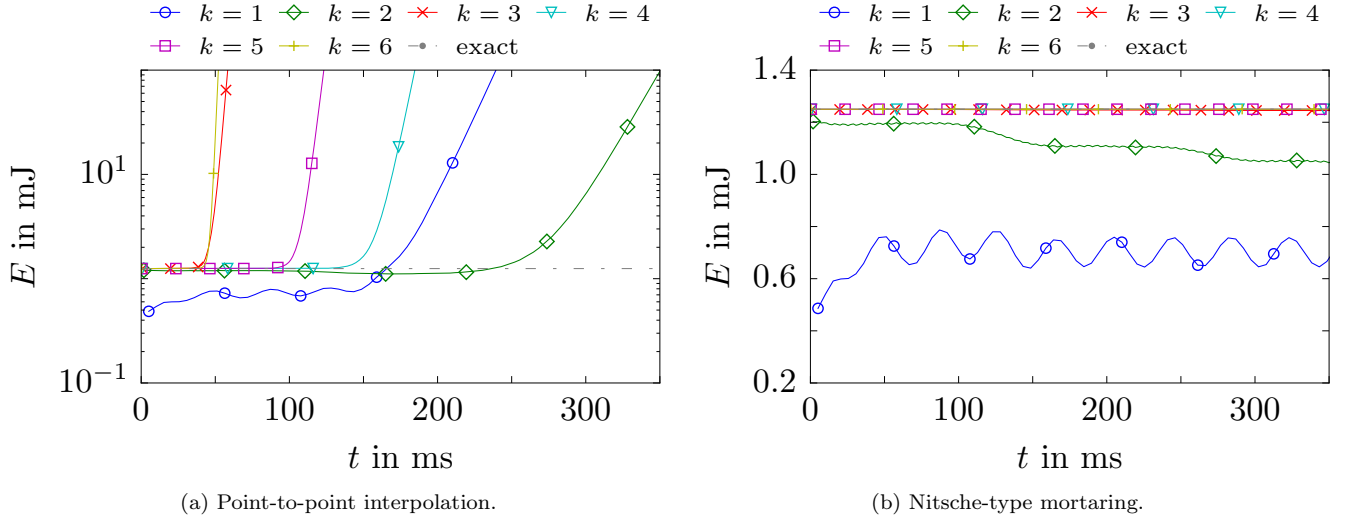 k = 1 k = 2 k = 3 k = 4
k = 5 k = 6 exact
E in mJ
10¹
10⁻¹
0 100 200 300
t in ms
(a) Point-to-point interpolation.
k = 1 k = 2 k = 3 k = 4
k = 5 k = 6 exact
E in mJ
1.4
1.0
0.6
0.2
0 100 200 300
t in ms
(b) Nitsche-type mortaring.